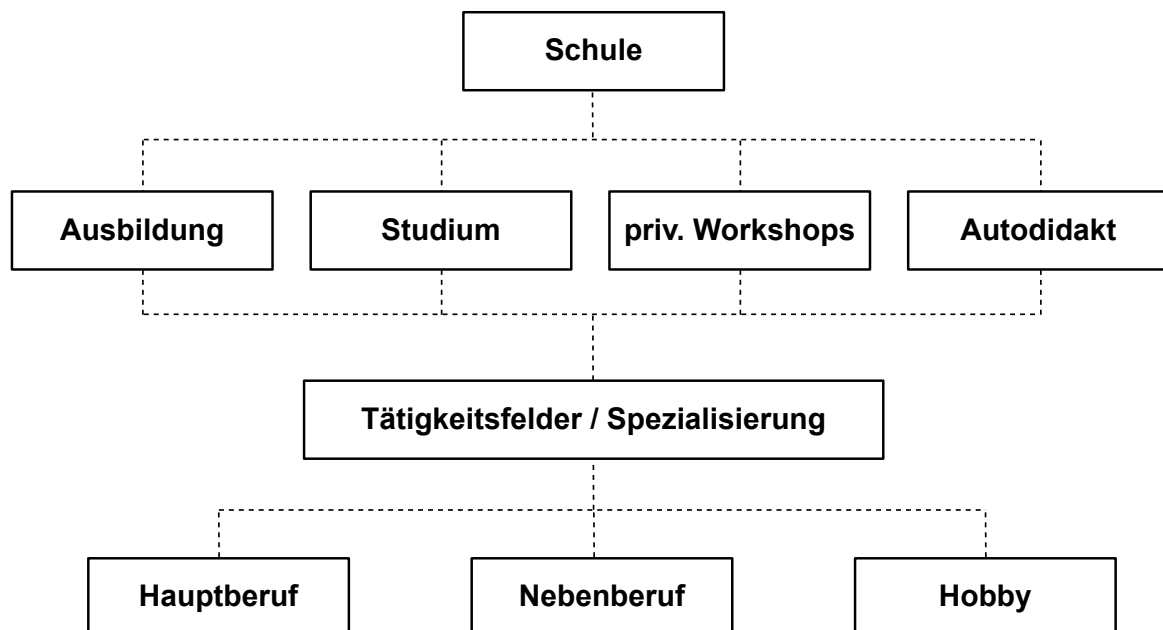 Schule
Ausbildung
Studium
priv. Workshops
Autodidakt
Tätigkeitsfelder / Spezialisierung
Hauptberuf
Nebenberuf
Hobby